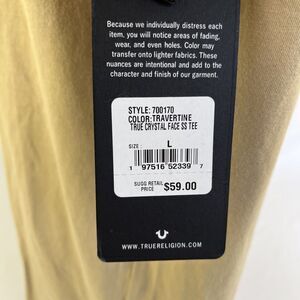 Because we individually distress each
item, you will notice areas of fading,
wear, and even holes. Color may
transfer onto lighter fabrics. These
nuances are intentional and add to the
character and finish of our garment.
STYLE: 700170
COLOR: TRAVERTINE
TRUE CRYSTAL FACE SS TEE
SIZE: L
1 97516 52339 7
SUGG RETAIL
PRICE $59.00
WWW.TRUERELIGION.COM